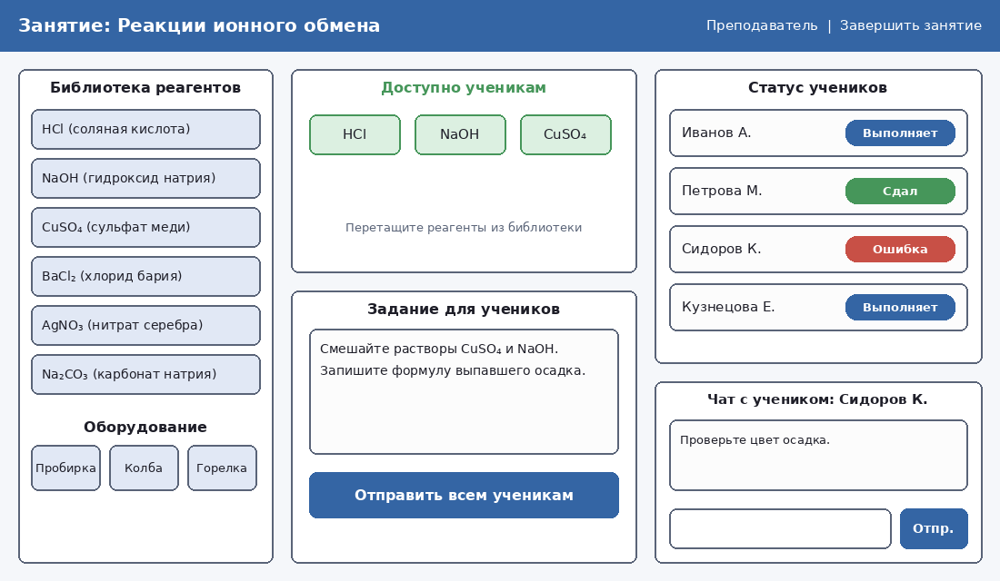 Занятие: Реакции ионного обмена
Преподаватель | Завершить занятие
Библиотека реагентов
HCl (соляная кислота)
NaOH (гидроксид натрия)
CuSO₄ (сульфат меди)
BaCl₂ (хлорид бария)
AgNO₃ (нитрат серебра)
Na₂CO₃ (карбонат натрия)
Оборудование
Пробирка
Колба
Горелка
Доступно ученикам
HCl
NaOH
CuSO₄
Перетащите реагенты из библиотеки
Задание для учеников
Смешайте растворы CuSO₄ и NaOH.
Запишите формулу выпавшего осадка.
Отправить всем ученикам
Статус учеников
Иванов А.
Выполняет
Петрова М.
Сдал
Сидоров К.
Ошибка
Кузнецова Е.
Выполняет
Чат с учеником: Сидоров К.
Проверьте цвет осадка.
Отпр.